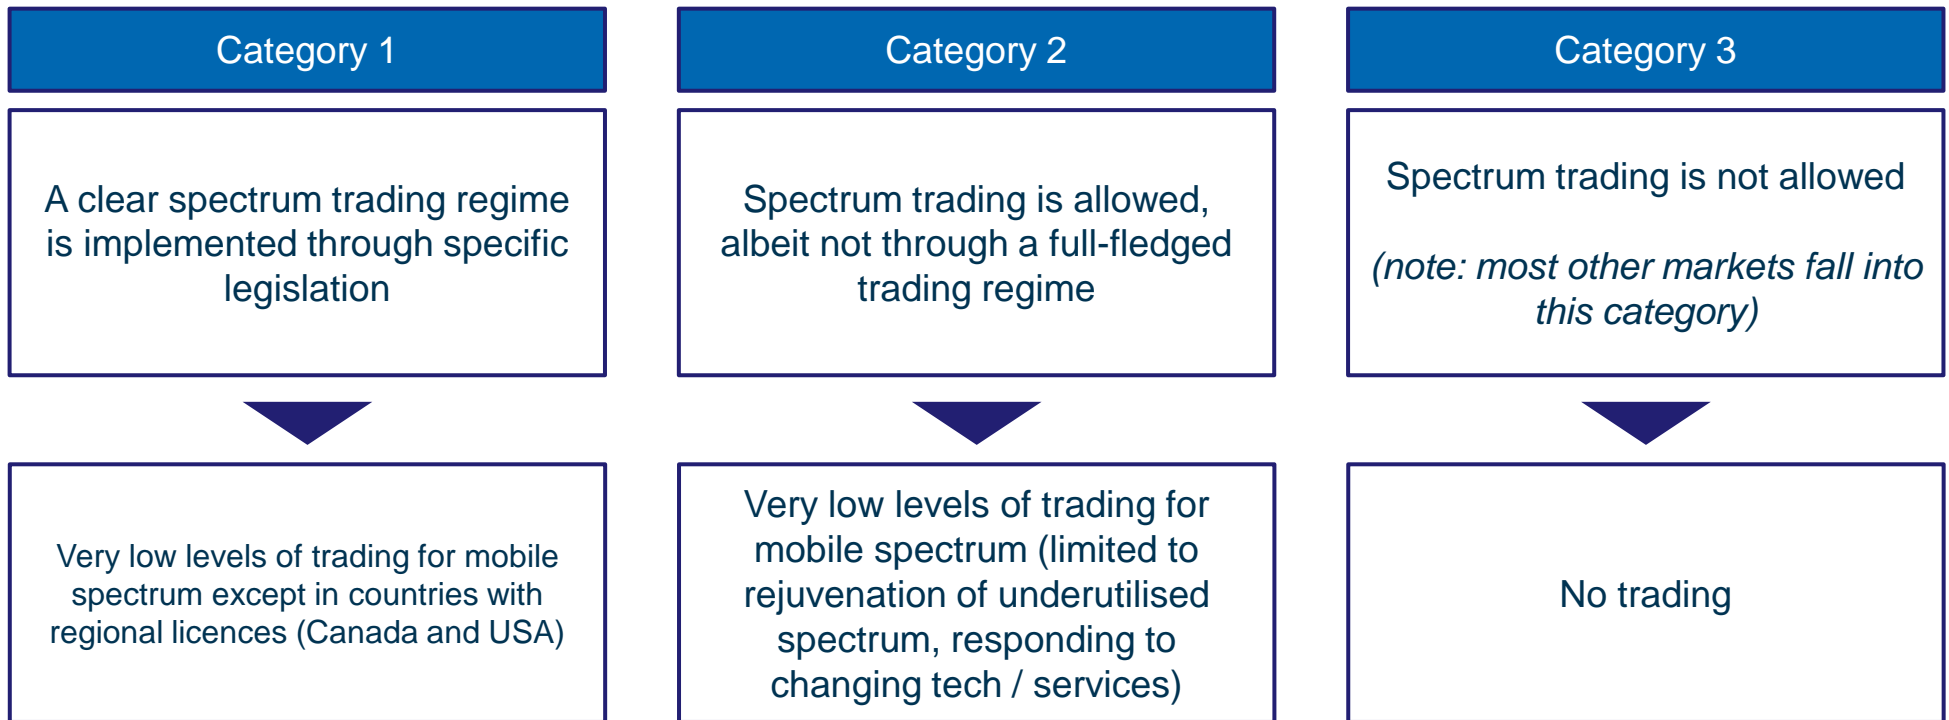 Category 1
Category 2
Category 3
A clear spectrum trading regime
is implemented through specific
legislation
Spectrum trading is allowed,
albeit not through a full-fledged
trading regime
Spectrum trading is not allowed
(note: most other markets fall into
this category)
Very low levels of trading for mobile
spectrum except in countries with
regional licences (Canada and USA)
Very low levels of trading for
mobile spectrum (limited to
rejuvenation of underutilised
spectrum, responding to
changing tech / services)
No trading